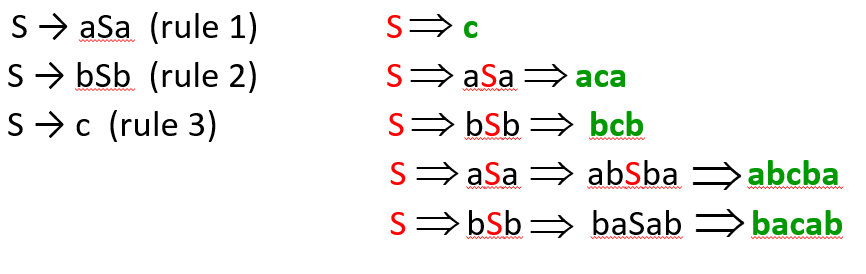 S → aSa (rule 1) S ⟹ c
S → bSb (rule 2) S ⟹ aSa ⟹ aca
S → c (rule 3) S ⟹ bSb ⟹ bcb
S ⟹ aSa ⟹ abSba ⟹ abcba
S ⟹ bSb ⟹ baSab ⟹ bacab